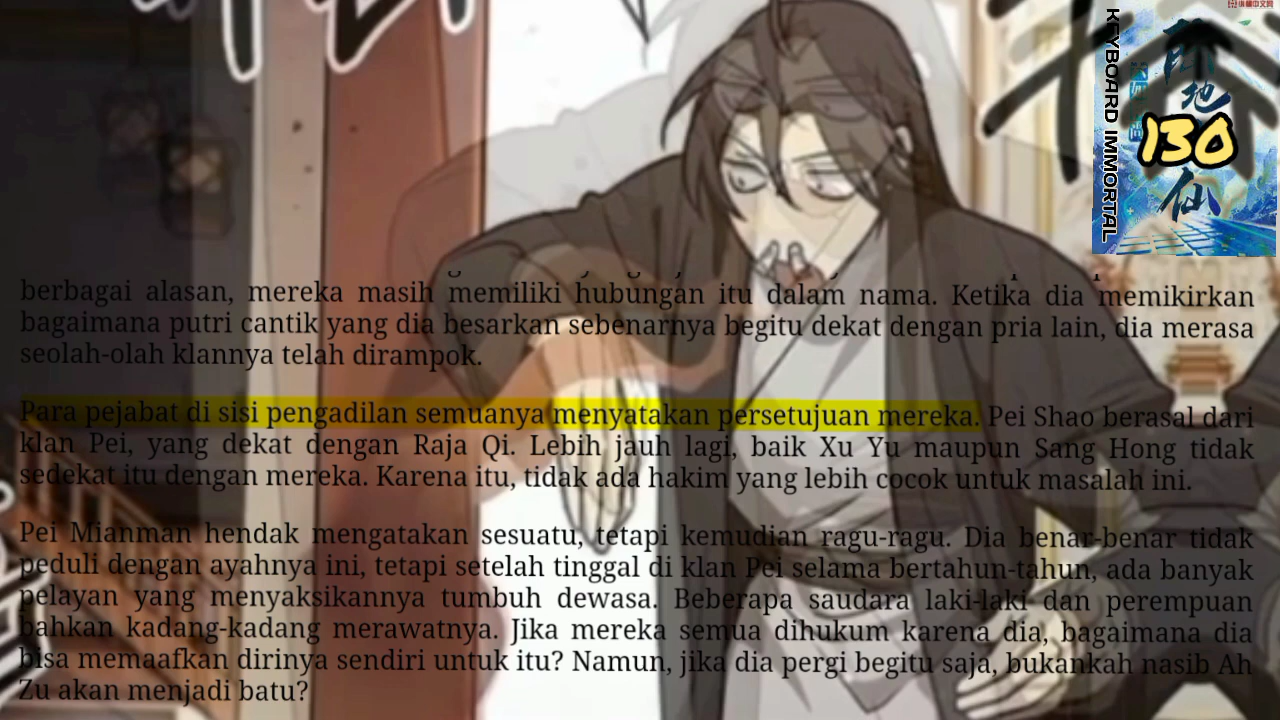 berbagai alasan, mereka masih memiliki hubungan itu dalam nama. Ketika dia memikirkan
bagaimana putri cantik yang dia besarkan sebenarnya begitu dekat dengan pria lain, dia merasa
seolah-olah klannya telah dirampok.
Para pejabat di sisi pengadilan semuanya menyatakan persetujuan mereka. Pei Shao berasal dari
klan Pei, yang dekat dengan Raja Qi. Lebih jauh lagi, baik Xu Yu maupun Sang Hong tidak
sedekat itu dengan mereka. Karena itu, tidak ada hakim yang lebih cocok untuk masalah ini.
Pei Mianman hendak mengatakan sesuatu, tetapi kemudian ragu-ragu. Dia benar-benar tidak
peduli dengan ayahnya ini, tetapi setelah tinggal di klan Pei selama bertahun-tahun, ada banyak
pelayan yang menyaksikannya tumbuh dewasa. Beberapa saudara laki-laki dan perempuan
bahkan kadang-kadang merawatnya. Jika mereka semua dihukum karena dia, bagaimana dia
bisa memaafkan dirinya sendiri untuk itu? Namun, jika dia pergi begitu saja, bukankah nasib Ah
Zu akan menjadi batu?
KEYBOARD IMMORTAL
地
仙
130